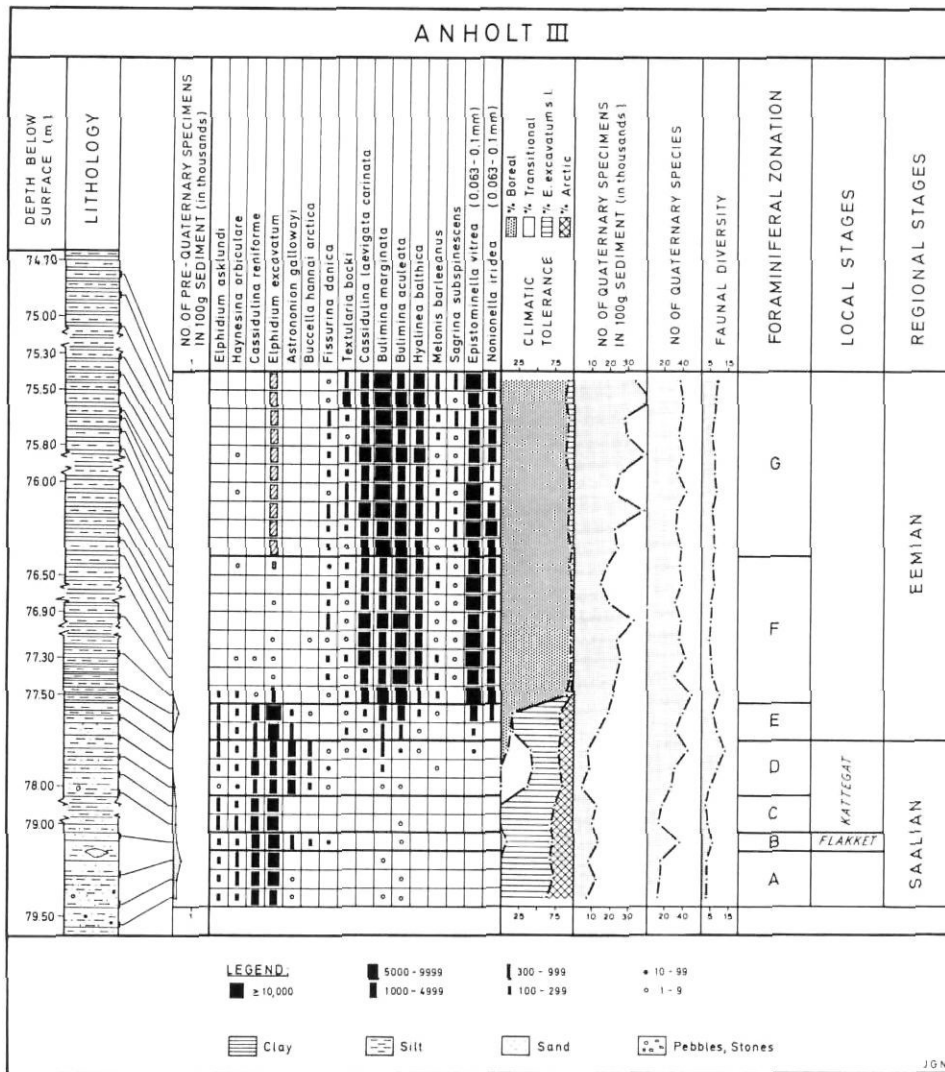 ANHOLT III
DEPTH BELOW
SURFACE (m)
LITHOLOGY
NO OF PRE-QUATERNARY SPECIMENS
IN 100g SEDIMENT (in thousands)
Elphidium asklundi
Haynesina orbiculare
Cassidulina reniforme
Elphidium excavatum
Astrononion gallowayi
Buccella hannai arctica
Fissurina danica
Textularia bocki
Cassidulina laevigata carinata
Bulimina marginata
Bulimina aculeata
Hyalinea balthica
Melonis barleeanus
Sagrina subspinescens
Epistominella vitrea (0.063-0.1mm)
Nonionella iridea (0.063-0.1mm)
% Boreal
% Transitional
% E. excavatum s.l.
% Arctic
CLIMATIC
TOLERANCE
NO OF QUATERNARY SPECIMENS
IN 100g SEDIMENT (in thousands)
NO OF QUATERNARY SPECIES
FAUNAL DIVERSITY
FORAMINIFERAL ZONATION
LOCAL STAGES
REGIONAL STAGES
1
25 75
10 20 30
20 40
5 15
74.70
75.00
75.30
75.50
75.80
76.00
76.50
76.90
77.30
77.50
78.00
79.00
79.50
G
F
E
D
C
B
A
KATTEGAT
FLAKKET
EEMIAN
SAALIAN
1
25 75
10 20 30
20 40
5 15
LEGEND:
≥ 10,000
5000-9999
1000-4999
300-999
100-299
10-99
1-9
Clay
Silt
Sand
Pebbles, Stones
JGN